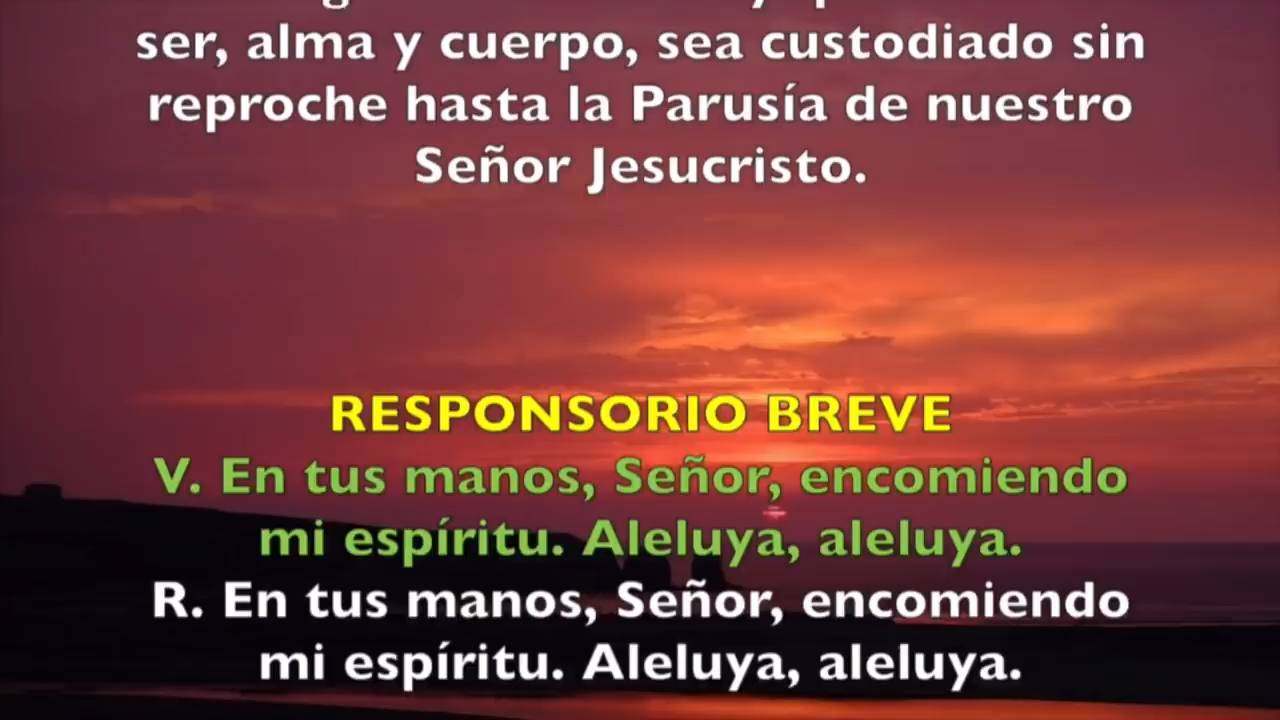 ser, alma y cuerpo, sea custodiado sin
reproche hasta la Parusía de nuestro
Señor Jesucristo.
RESPONSORIO BREVE
V. En tus manos, Señor, encomiendo
mi espíritu. Aleluya, aleluya.
R. En tus manos, Señor, encomiendo
mi espíritu. Aleluya, aleluya.